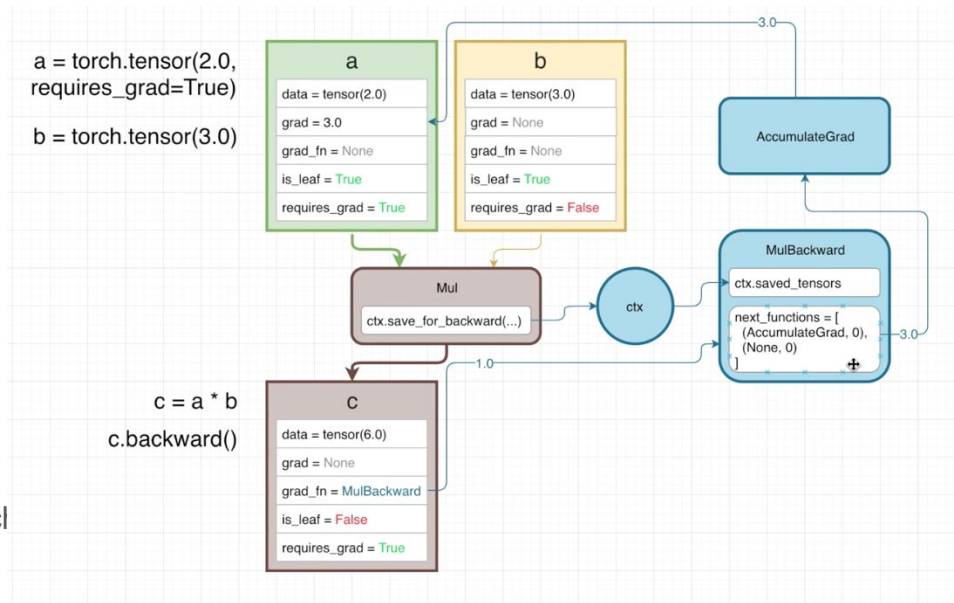 a = torch.tensor(2.0,
requires_grad=True)
b = torch.tensor(3.0)
a
data = tensor(2.0)
grad = 3.0
grad_fn = None
is_leaf = True
requires_grad = True
b
data = tensor(3.0)
grad = None
grad_fn = None
is_leaf = True
requires_grad = False
3.0
AccumulateGrad
Mul
ctx.save_for_backward(...)
ctx
MulBackward
ctx.saved_tensors
next_functions = [
(AccumulateGrad, 0),
(None, 0)
]
3.0
1.0
c = a * b
c.backward()
c
data = tensor(6.0)
grad = None
grad_fn = MulBackward
is_leaf = False
requires_grad = True